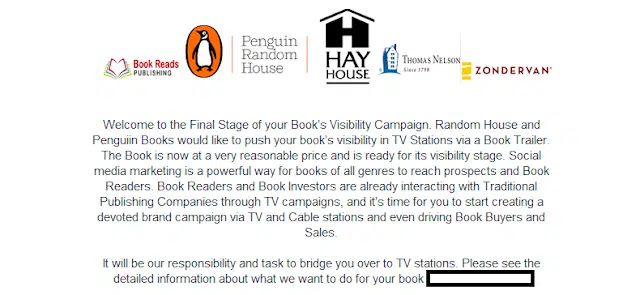 Book Reads
PUBLISHING
Penguin
Random
House
HAY
HOUSE
THOMAS NELSON
Since 1798
ZONDERVAN®
Welcome to the Final Stage of your Book's Visibility Campaign. Random House and
Penguiin Books would like to push your book's visibility in TV Stations via a Book Trailer.
The Book is now at a very reasonable price and is ready for its visibility stage. Social
media marketing is a powerful way for books of all genres to reach prospects and Book
Readers. Book Readers and Book Investors are already interacting with Traditional
Publishing Companies through TV campaigns, and it's time for you to start creating a
devoted brand campaign via TV and Cable stations and even driving Book Buyers and
Sales.
It will be our responsibility and task to bridge you over to TV stations. Please see the
detailed information about what we want to do for your book